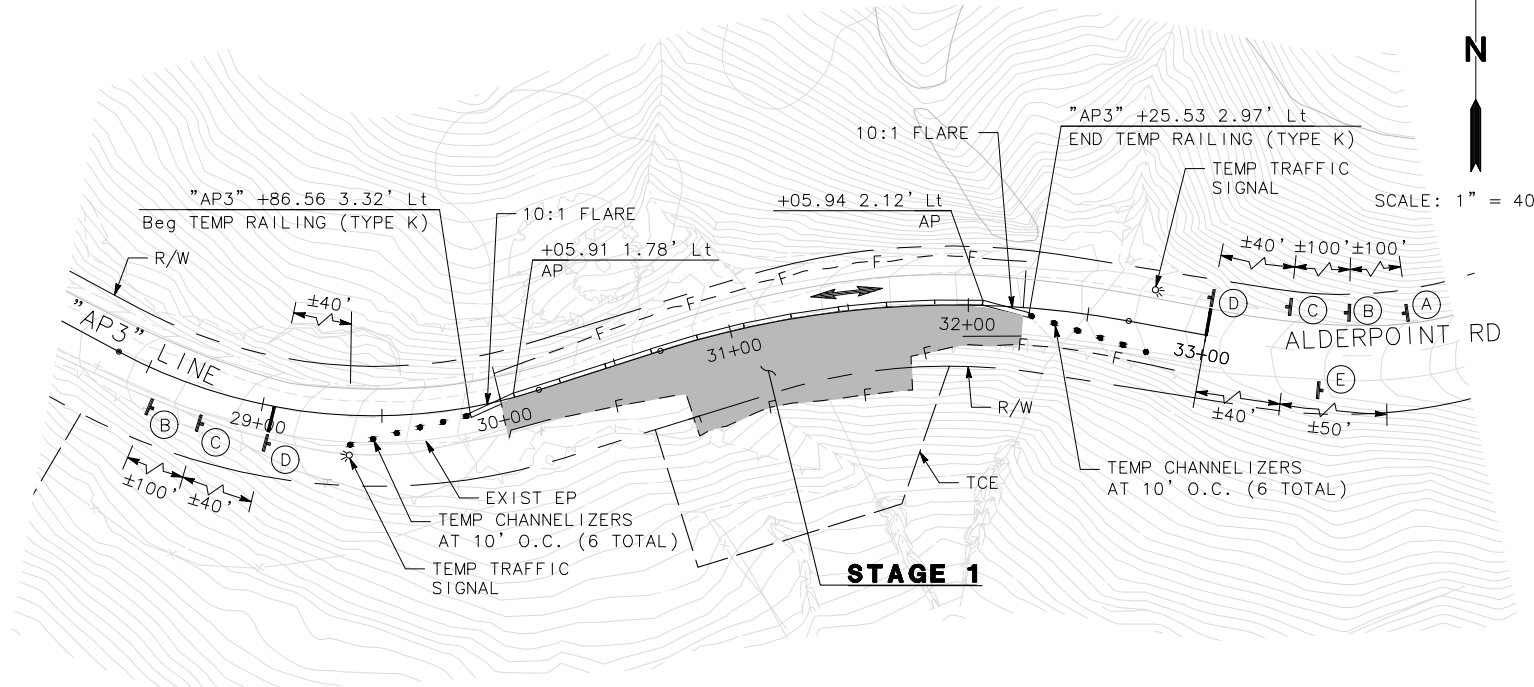 N
SCALE: 1" = 40
"AP3" +25.53 2.97' Lt
END TEMP RAILING (TYPE K)
10:1 FLARE
TEMP TRAFFIC
SIGNAL
"AP3" +86.56 3.32' Lt
Beg TEMP RAILING (TYPE K)
10:1 FLARE
+05.94 2.12' Lt
AP
+05.91 1.78' Lt
AP
R/W
±40'
±40'
±100'
±100'
F
F
F
F
F
"AP3" LINE
D
C
B
A
ALDERPOINT RD
29+00
30+00
31+00
32+00
33+00
B
C
D
E
±100'
±40'
F
F
F
F
F
R/W
±40'
±50'
TCE
EXIST EP
TEMP CHANNELIZERS
AT 10' O.C. (6 TOTAL)
TEMP TRAFFIC
SIGNAL
TEMP CHANNELIZERS
AT 10' O.C. (6 TOTAL)
STAGE 1
±40'